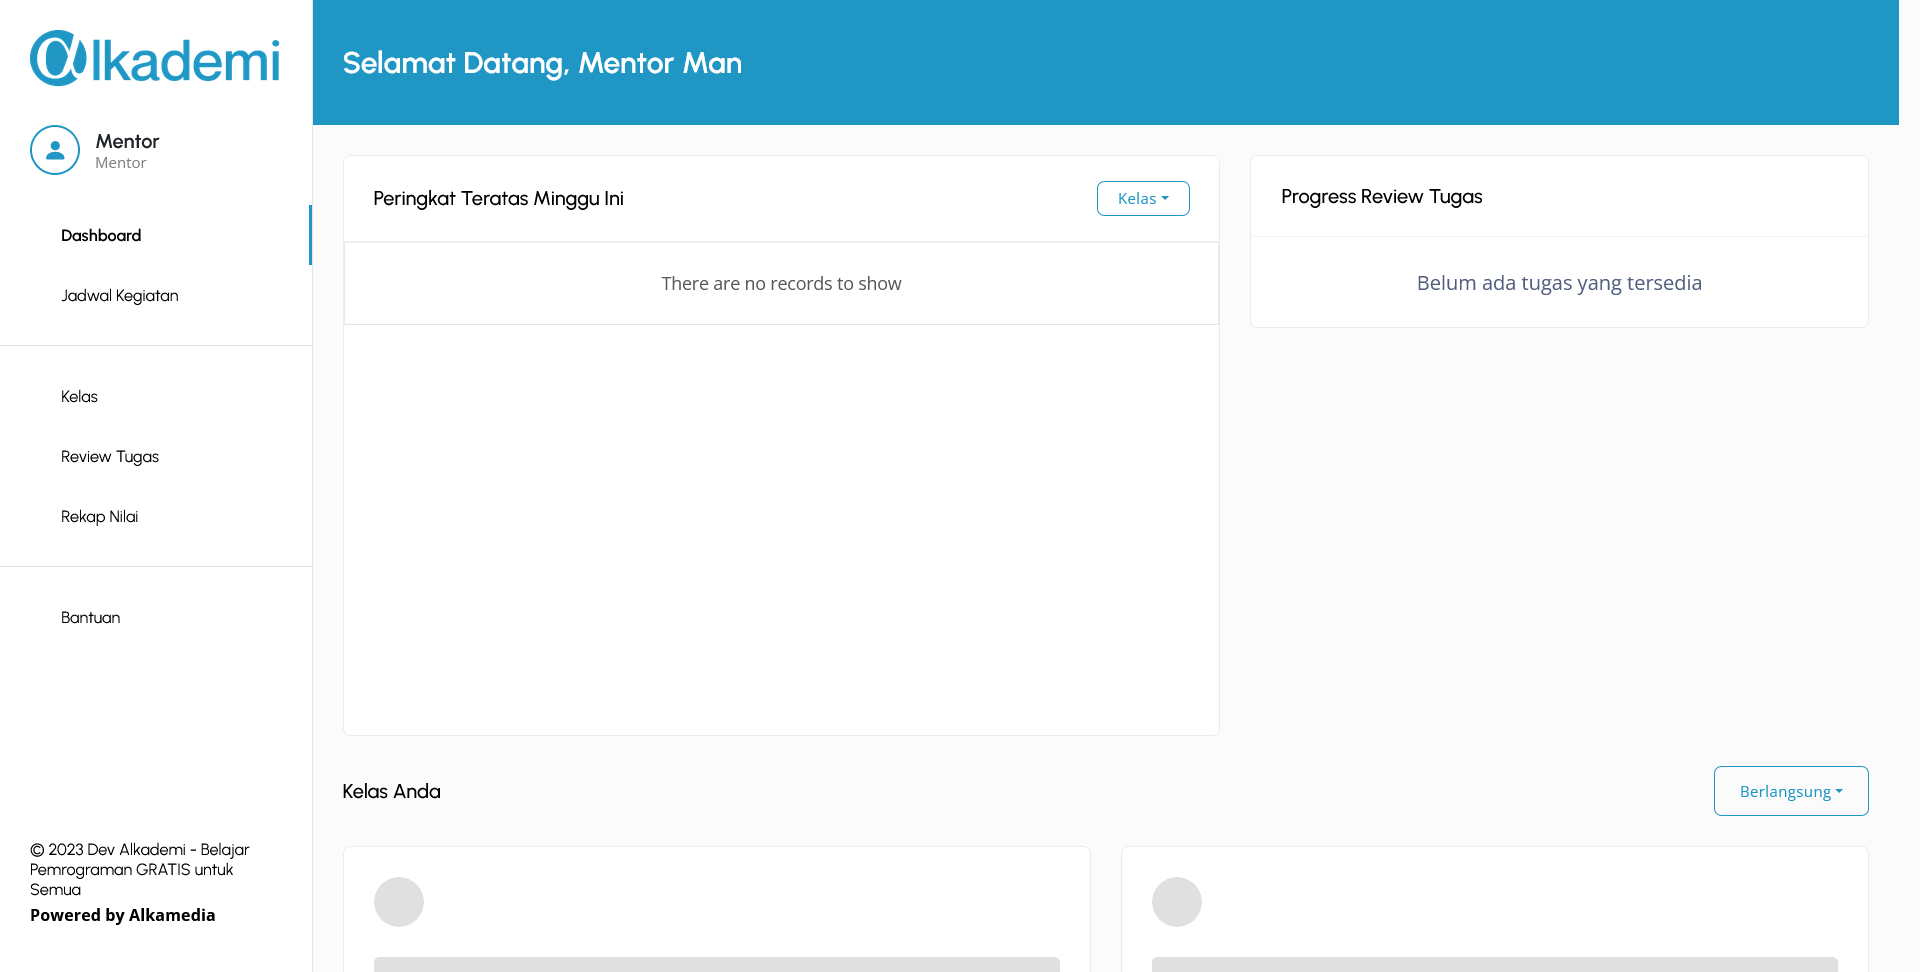 @lkademi
Mentor
Mentor
Dashboard
Jadwal Kegiatan
Kelas
Review Tugas
Rekap Nilai
Bantuan
© 2023 Dev Alkademi - Belajar
Pemrograman GRATIS untuk
Semua
Powered by Alkamedia
Selamat Datang, Mentor Man
Peringkat Teratas Minggu Ini
Kelas
There are no records to show
Progress Review Tugas
Belum ada tugas yang tersedia
Kelas Anda
Berlangsung